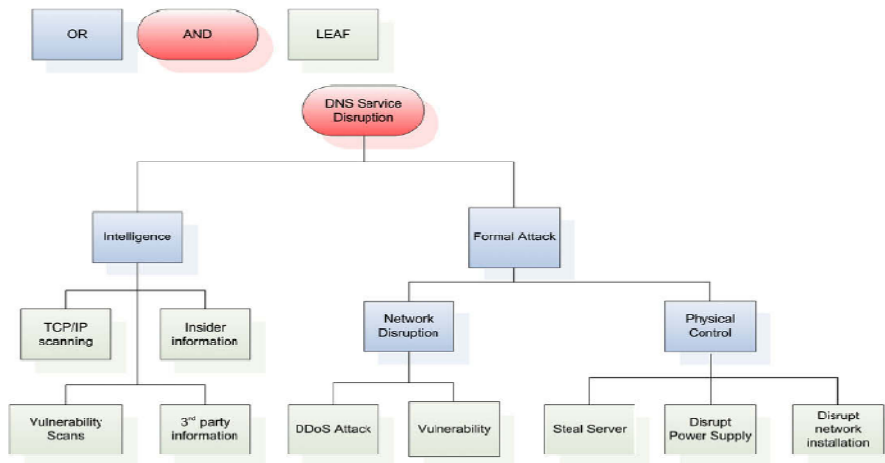 OR
AND
LEAF
DNS Service
Disruption
Intelligence
Formal Attack
TCP/IP
scanning
Insider
information
Network
Disruption
Physical
Control
Vulnerability
Scans
3rd party
information
DDoS Attack
Vulnerability
Steal Server
Disrupt
Power Supply
Disrupt
network
installation